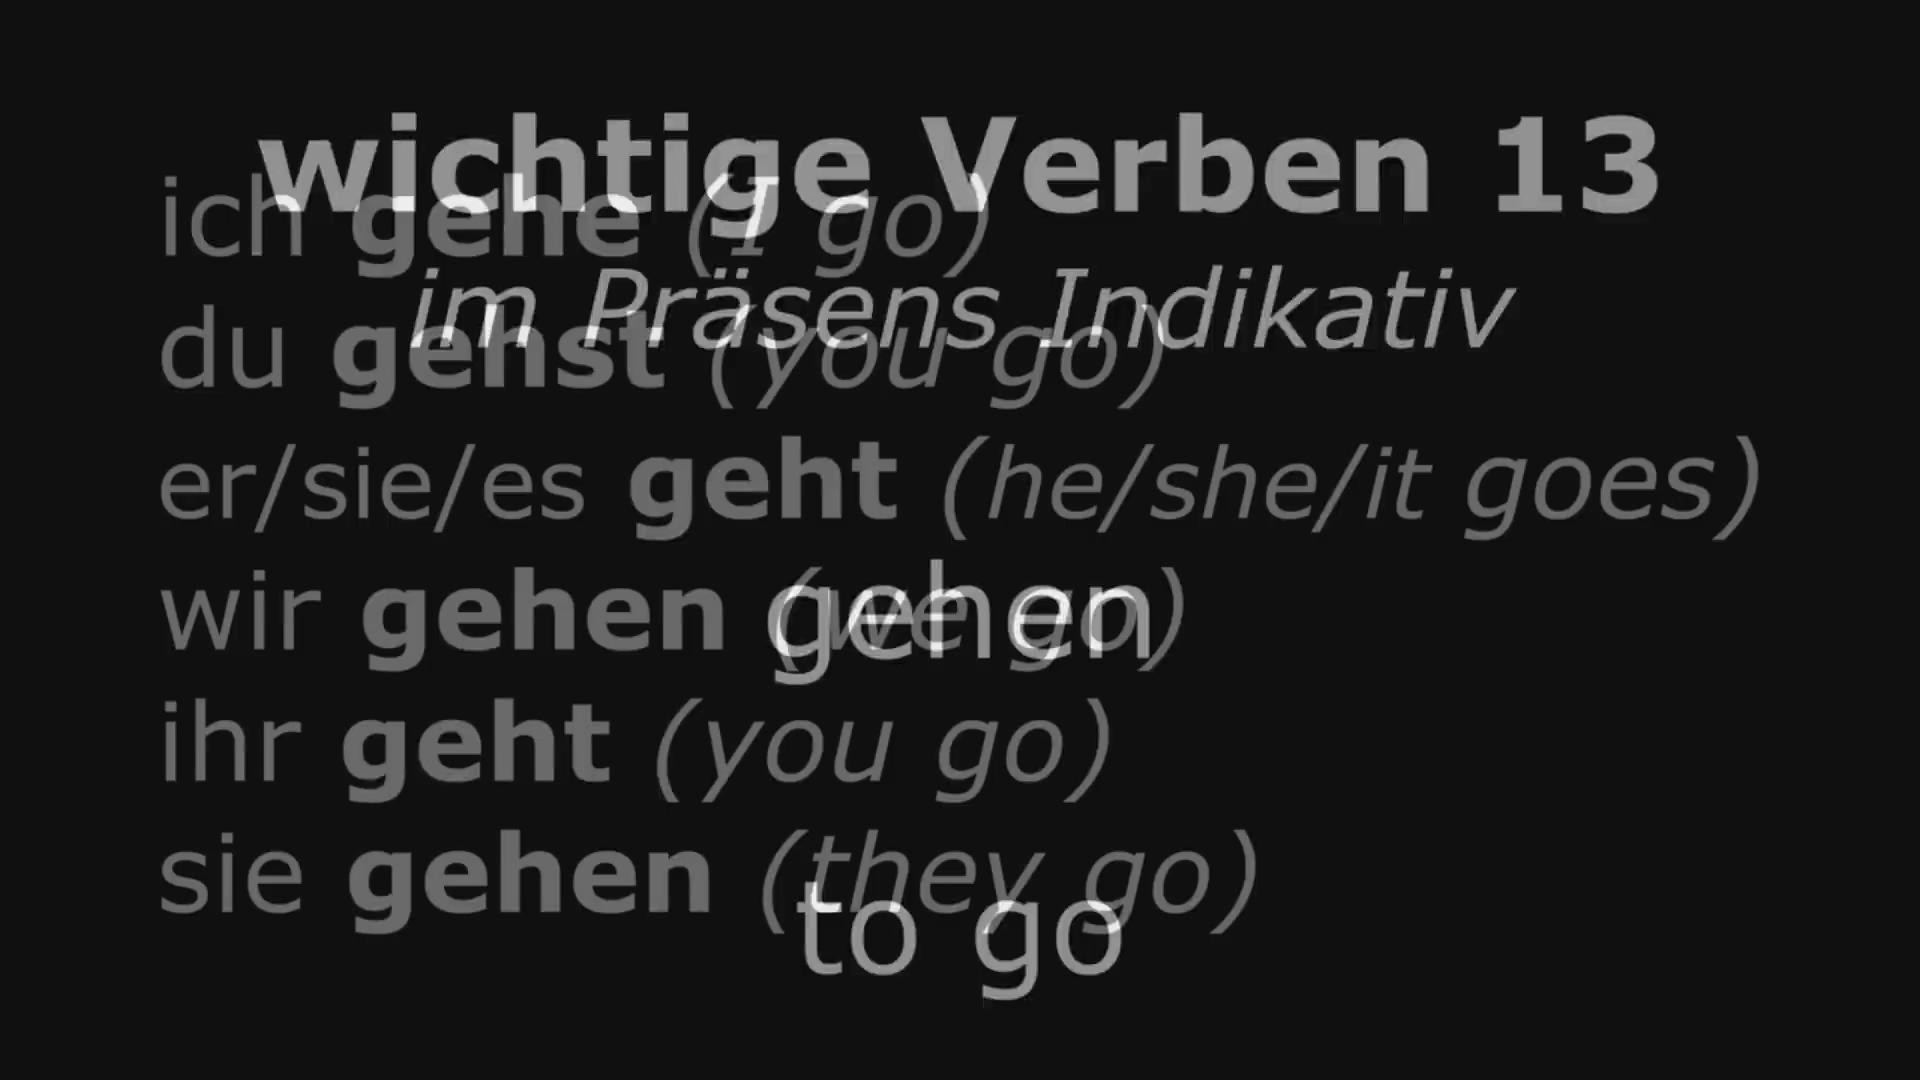 wichtige Verben 13
im Präsens Indikativ
gehen
to go
ich gehe (I go)
du gehst (you go)
er/sie/es geht (he/she/it goes)
wir gehen (we go)
ihr geht (you go)
sie gehen (they go)